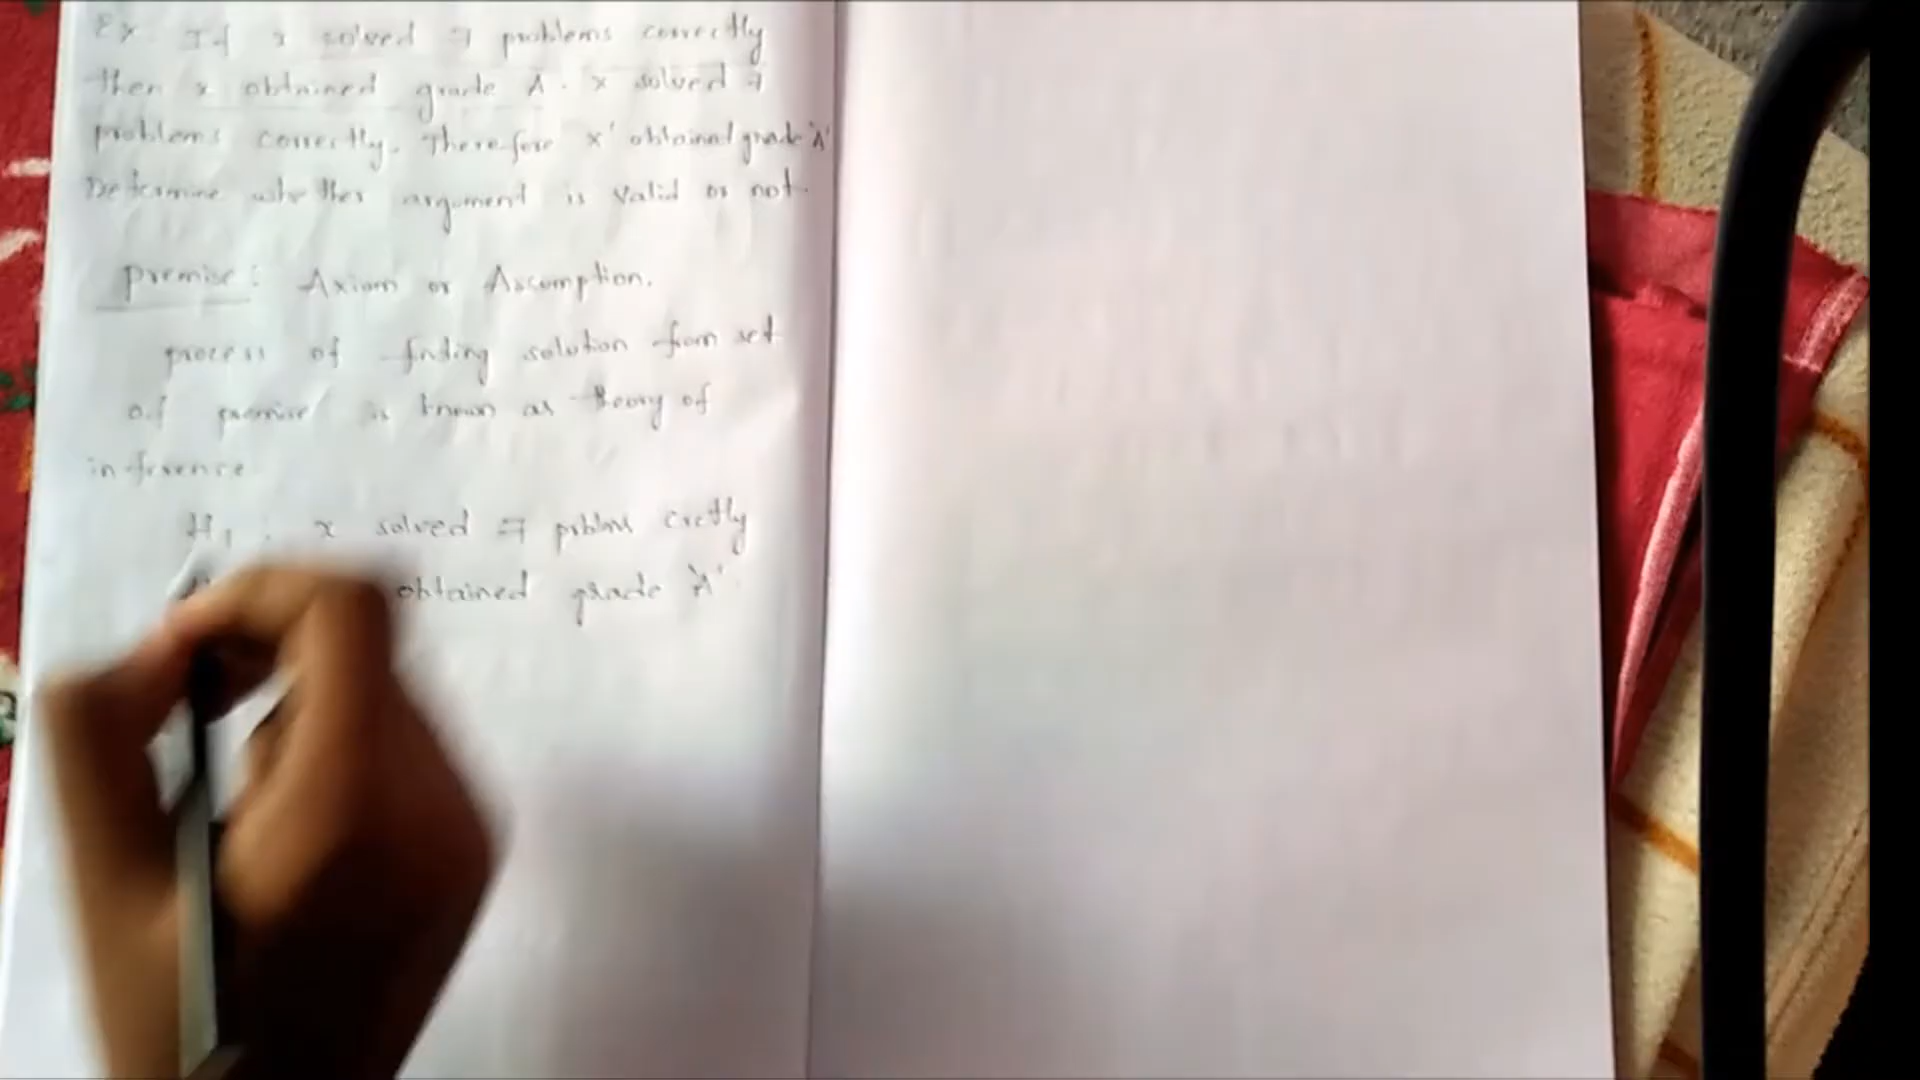 Ex. If x solved 7 problems correctly
then x obtained grade A. x solved 7
problems correctly. Therefore x' obtained grade 'A'
Determine whether argument is valid or not.
premise: Axiom or Assumption.
process of finding solution from set
of premise is known as theory of
inference
H1 : x solved 7 prblms crctly
obtained grade 'A'.